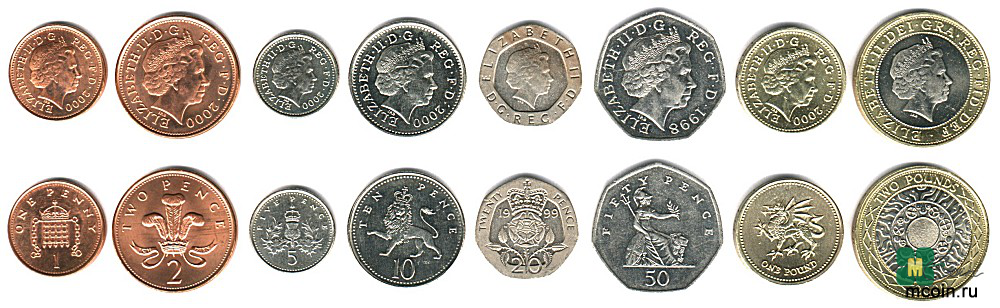 ELIZABETH·II·D·G REG·F·D·2000
ELIZABETH·II·D·G REG·F·D·2000
ELIZABETH·II·D·G REG·F·D·2000
ELIZABETH·II·D·G REG·F·D·2000
ELIZABETH II
D·G·REG·F·D
ELIZABETH·II·D·G REG·F·D·1998
ELIZABETH·II·D·G REG·F·D·2000
ELIZABETH·II·DEI·GRA·REG·FID·DEF·
ONE PENNY
1
TWO PENCE
2
FIVE PENCE
5
TEN PENCE
10
TWENTY PENCE
1999
20
FIFTY PENCE
50
ONE POUND
TWO POUNDS
M
mcoin.ru